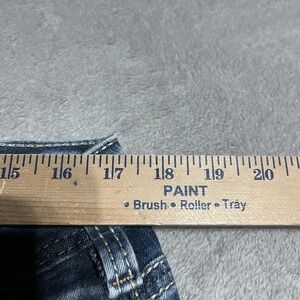 15 16 17 18 19 20
PAINT
• Brush • Roller • Tray